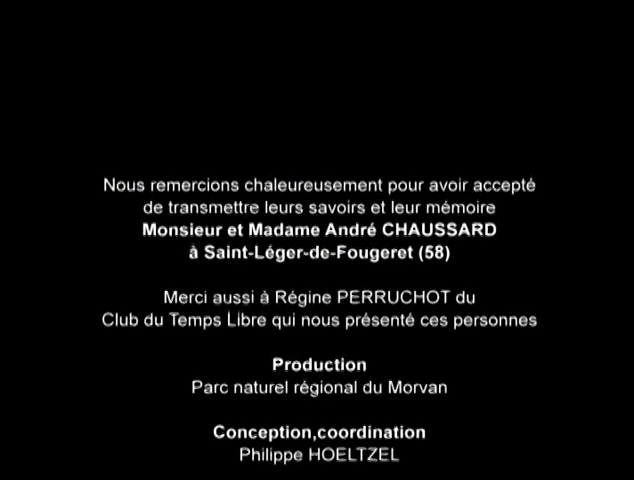 Nous remercions chaleureusement pour avoir accepté
de transmettre leurs savoirs et leur mémoire
Monsieur et Madame André CHAUSSARD
à Saint-Léger-de-Fougeret (58)
Merci aussi à Régine PERRUCHOT du
Club du Temps Libre qui nous présenté ces personnes
Production
Parc naturel régional du Morvan
Conception,coordination
Philippe HOELTZEL